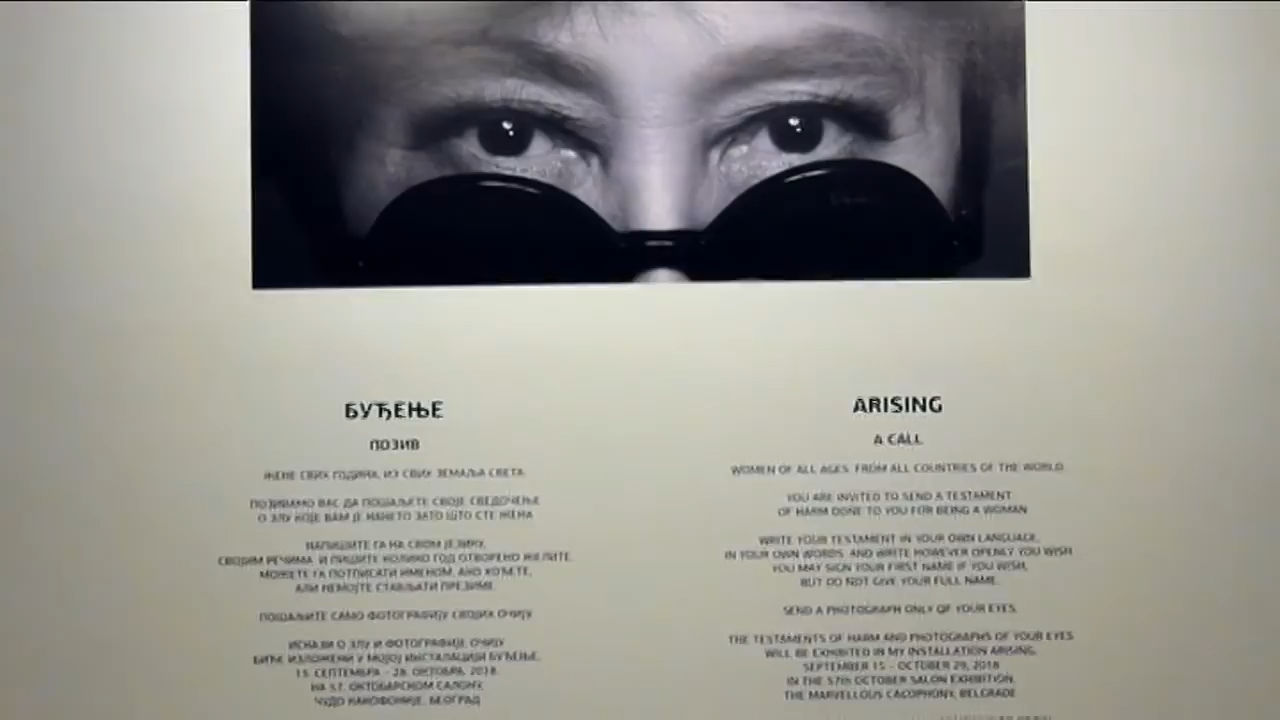 БУЂЕЊЕ
ПОЗИВ
ЖЕНЕ СВИХ ГОДИНА, ИЗ СВИХ ЗЕМАЉА СВЕТА
ПОЗИВАМО ВАС ДА ПОШАЉЕТЕ СВОЈЕ СВЕДОЧЕЊЕ
О ЗЛУ КОЈЕ ВАМ ЈЕ НАНЕТО ЗАТО ШТО СТЕ ЖЕНА
НАПИШИТЕ ГА НА СВОМ ЈЕЗИКУ,
СВОЈИМ РЕЧИМА, И ПИШИТЕ КОЛИКО ГОД ОТВОРЕНО ЖЕЛИТЕ
МОЖЕТЕ ГА ПОТПИСАТИ ИМЕНОМ, АКО ХОЋЕТЕ,
АЛИ НЕМОЈТЕ СТАВЉАТИ ПРЕЗИМЕ.
ПОШАЉИТЕ САМО ФОТОГРАФИЈУ СВОЈИХ ОЧИЈУ
ИСКАЗИ О ЗЛУ И ФОТОГРАФИЈЕ ОЧИЈУ
БИЋЕ ИЗЛОЖЕНИ У МОЈОЈ ИНСТАЛАЦИЈИ БУЂЕЊЕ,
15. СЕПТЕМБРА - 28. ОКТОБРА, 2018.
НА 57. ОКТОБАРСКОМ САЛОНУ,
ЧУДО КАКОФОНИЈЕ, БЕОГРАД
ARISING
A CALL
WOMEN OF ALL AGES, FROM ALL COUNTRIES OF THE WORLD
YOU ARE INVITED TO SEND A TESTAMENT
OF HARM DONE TO YOU FOR BEING A WOMAN
WRITE YOUR TESTAMENT IN YOUR OWN LANGUAGE,
IN YOUR OWN WORDS, AND WRITE HOWEVER OPENLY YOU WISH
YOU MAY SIGN YOUR FIRST NAME IF YOU WISH,
BUT DO NOT GIVE YOUR FULL NAME.
SEND A PHOTOGRAPH ONLY OF YOUR EYES.
THE TESTAMENTS OF HARM AND PHOTOGRAPHS OF YOUR EYES
WILL BE EXHIBITED IN MY INSTALLATION ARISING,
SEPTEMBER 15 - OCTOBER 29, 2018
IN THE 57th OCTOBER SALON EXHIBITION,
THE MARVELLOUS CACOPHONY, BELGRADE